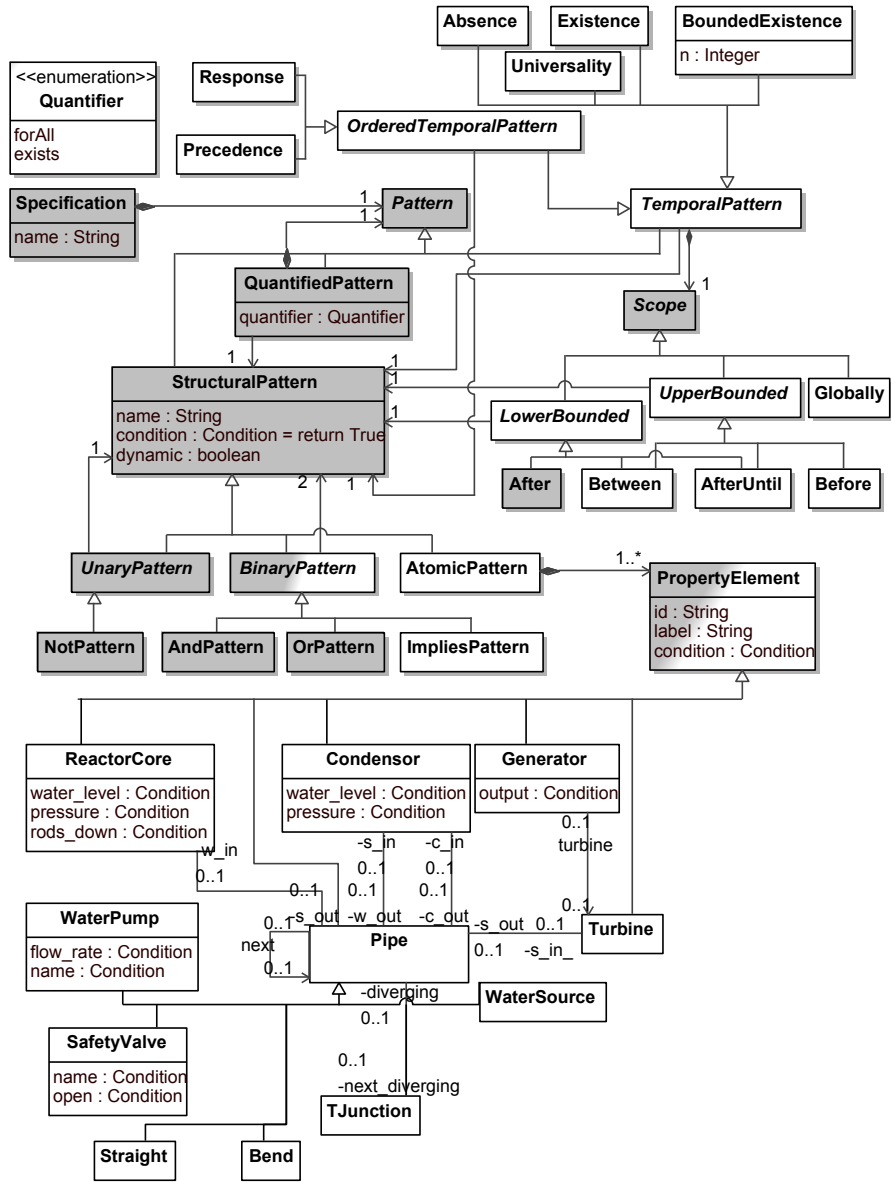 Absence
Existence
BoundedExistence
n : Integer
Universality
<<enumeration>>
Quantifier
forAll
exists
Response
Precedence
OrderedTemporalPattern
Specification
name : String
1
Pattern
1
TemporalPattern
QuantifiedPattern
quantifier : Quantifier
1
Scope
1
StructuralPattern
name : String
condition : Condition = return True
dynamic : boolean
1
1
1
1
2
1
LowerBounded
UpperBounded
Globally
After
Between
AfterUntil
Before
UnaryPattern
BinaryPattern
AtomicPattern
1..*
PropertyElement
id : String
label : String
condition : Condition
NotPattern
AndPattern
OrPattern
ImpliesPattern
ReactorCore
water_level : Condition
pressure : Condition
rods_down : Condition
Condensor
water_level : Condition
pressure : Condition
Generator
output : Condition
w_in
0..1
-s_in
0..1
-c_in
0..1
0..1
turbine
0..1
0..1
0..1
0..1
-s_out
-w_out
-c_out
WaterPump
flow_rate : Condition
name : Condition
0..1
next
0..1
Pipe
-s_out
0..1
0..1
-s_in_
Turbine
-diverging
0..1
WaterSource
SafetyValve
name : Condition
open : Condition
0..1
-next_diverging
TJunction
Straight
Bend